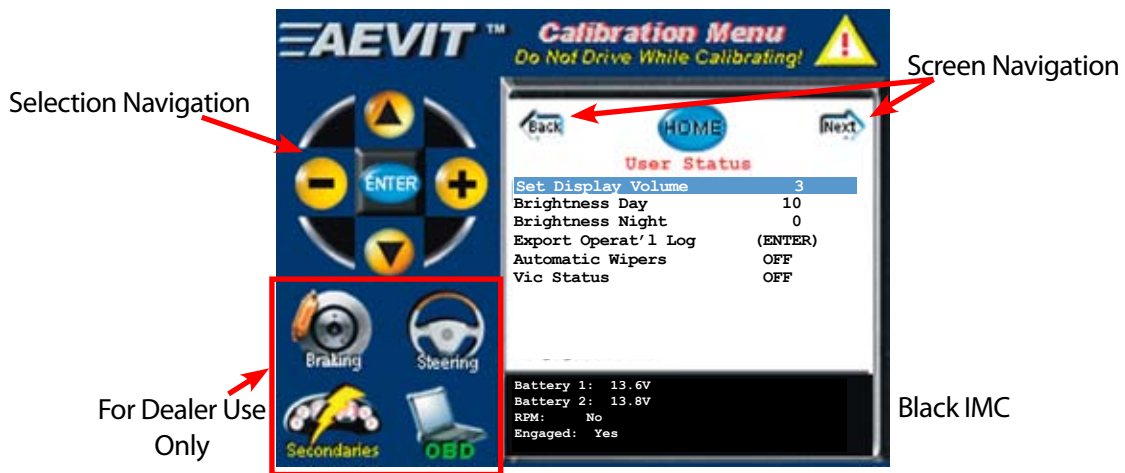 AEVIT ™
Calibration Menu
Do Not Drive While Calibrating!
!
Screen Navigation
Selection Navigation
Back
HOME
Next
User Status
ENTER
Set Display Volume 3
Brightness Day 10
Brightness Night 0
Export Operat'l Log (ENTER)
Automatic Wipers OFF
Vic Status OFF
Braking
Steering
Secondaries
OBD
For Dealer Use
Only
Battery 1: 13.6V
Battery 2: 13.8V
RPM: No
Engaged: Yes
Black IMC